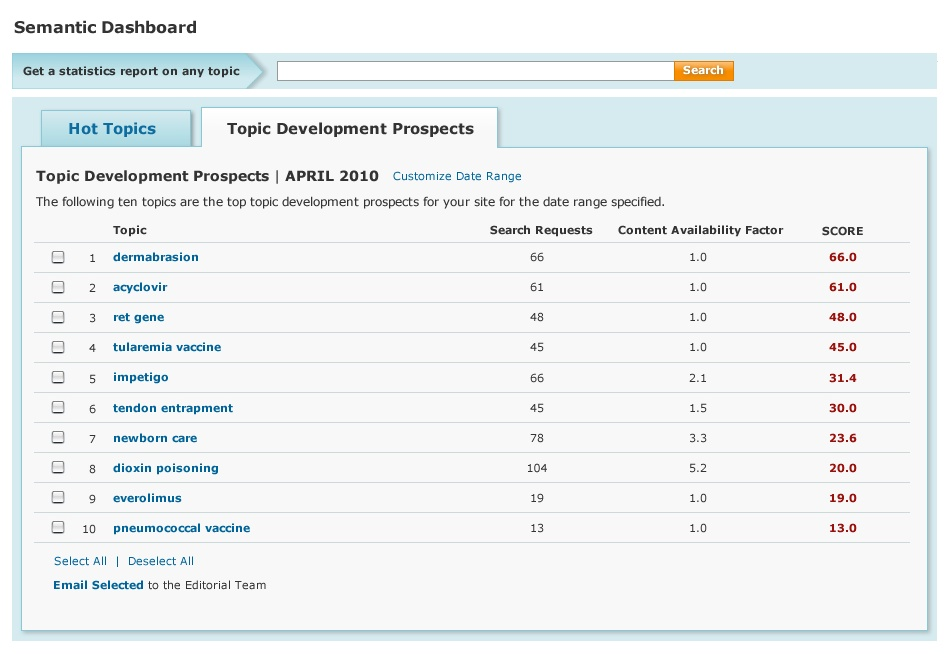 Semantic Dashboard
Get a statistics report on any topic Search
Hot Topics Topic Development Prospects
Topic Development Prospects | APRIL 2010 Customize Date Range
The following ten topics are the top topic development prospects for your site for the date range specified.
Topic Search Requests Content Availability Factor SCORE
1 dermabrasion 66 1.0 66.0
2 acyclovir 61 1.0 61.0
3 ret gene 48 1.0 48.0
4 tularemia vaccine 45 1.0 45.0
5 impetigo 66 2.1 31.4
6 tendon entrapment 45 1.5 30.0
7 newborn care 78 3.3 23.6
8 dioxin poisoning 104 5.2 20.0
9 everolimus 19 1.0 19.0
10 pneumococcal vaccine 13 1.0 13.0
Select All | Deselect All
Email Selected to the Editorial Team